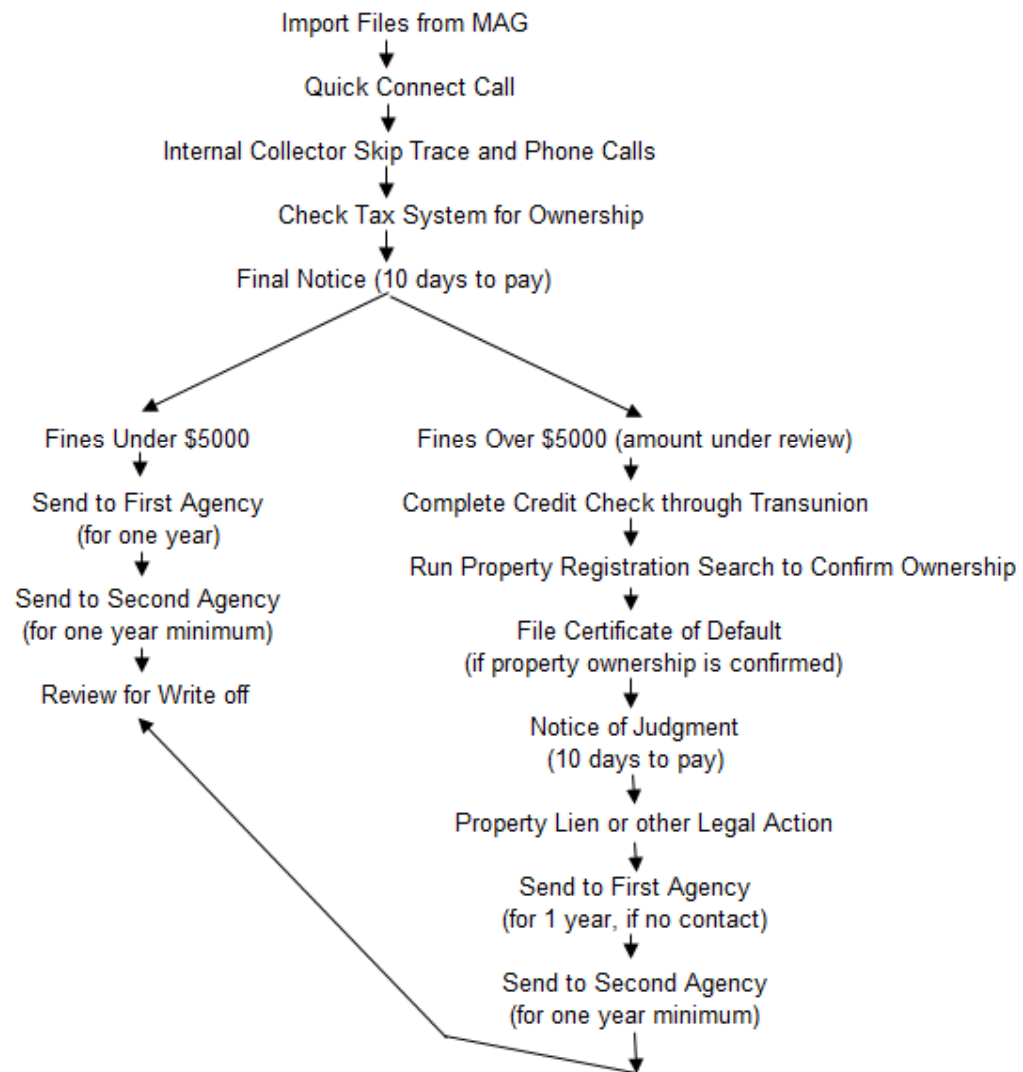 Import Files from MAG
Quick Connect Call
Internal Collector Skip Trace and Phone Calls
Check Tax System for Ownership
Final Notice (10 days to pay)
Fines Under $5000
Send to First Agency
(for one year)
Send to Second Agency
(for one year minimum)
Review for Write off
Fines Over $5000 (amount under review)
Complete Credit Check through Transunion
Run Property Registration Search to Confirm Ownership
File Certificate of Default
(if property ownership is confirmed)
Notice of Judgment
(10 days to pay)
Property Lien or other Legal Action
Send to First Agency
(for 1 year, if no contact)
Send to Second Agency
(for one year minimum)